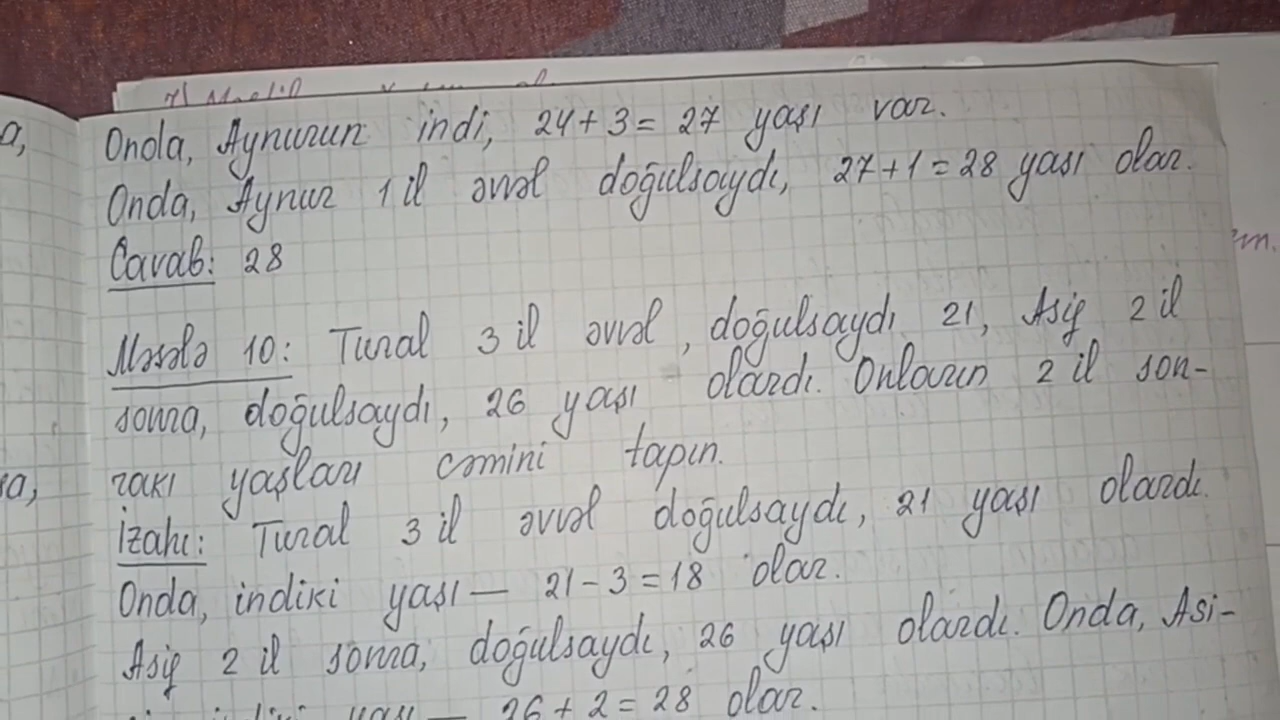 a,
Onda, Aynurun indi, 24+3=27 yaşı var.
Onda, Aynur 1 il əvvəl doğulsaydı, 27+1=28 yaşı olar.
Cavab: 28
Məsələ 10: Tural 3 il əvvəl, doğulsaydı 21, Asif 2 il
sonra, doğulsaydı, 26 yaşı olardı. Onların 2 il son-
rakı yaşları cəmini tapın.
İzahı: Tural 3 il əvvəl doğulsaydı, 21 yaşı olardı.
Onda, indiki yaşı — 21-3=18 olar.
Asif 2 il sonra, doğulsaydı, 26 yaşı olardı. Onda, Asi-
indiki yaşı — 26+2=28 olar.